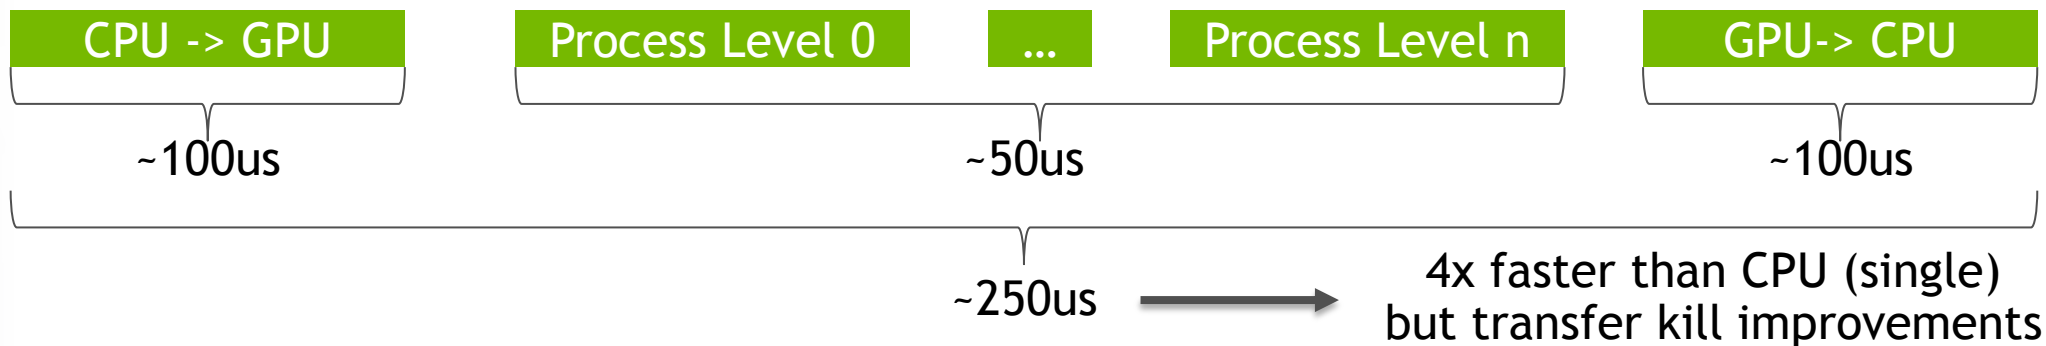 CPU -> GPU
Process Level 0
...
Process Level n
GPU-> CPU
~100us
~50us
~100us
~250us
4x faster than CPU (single)
but transfer kill improvements